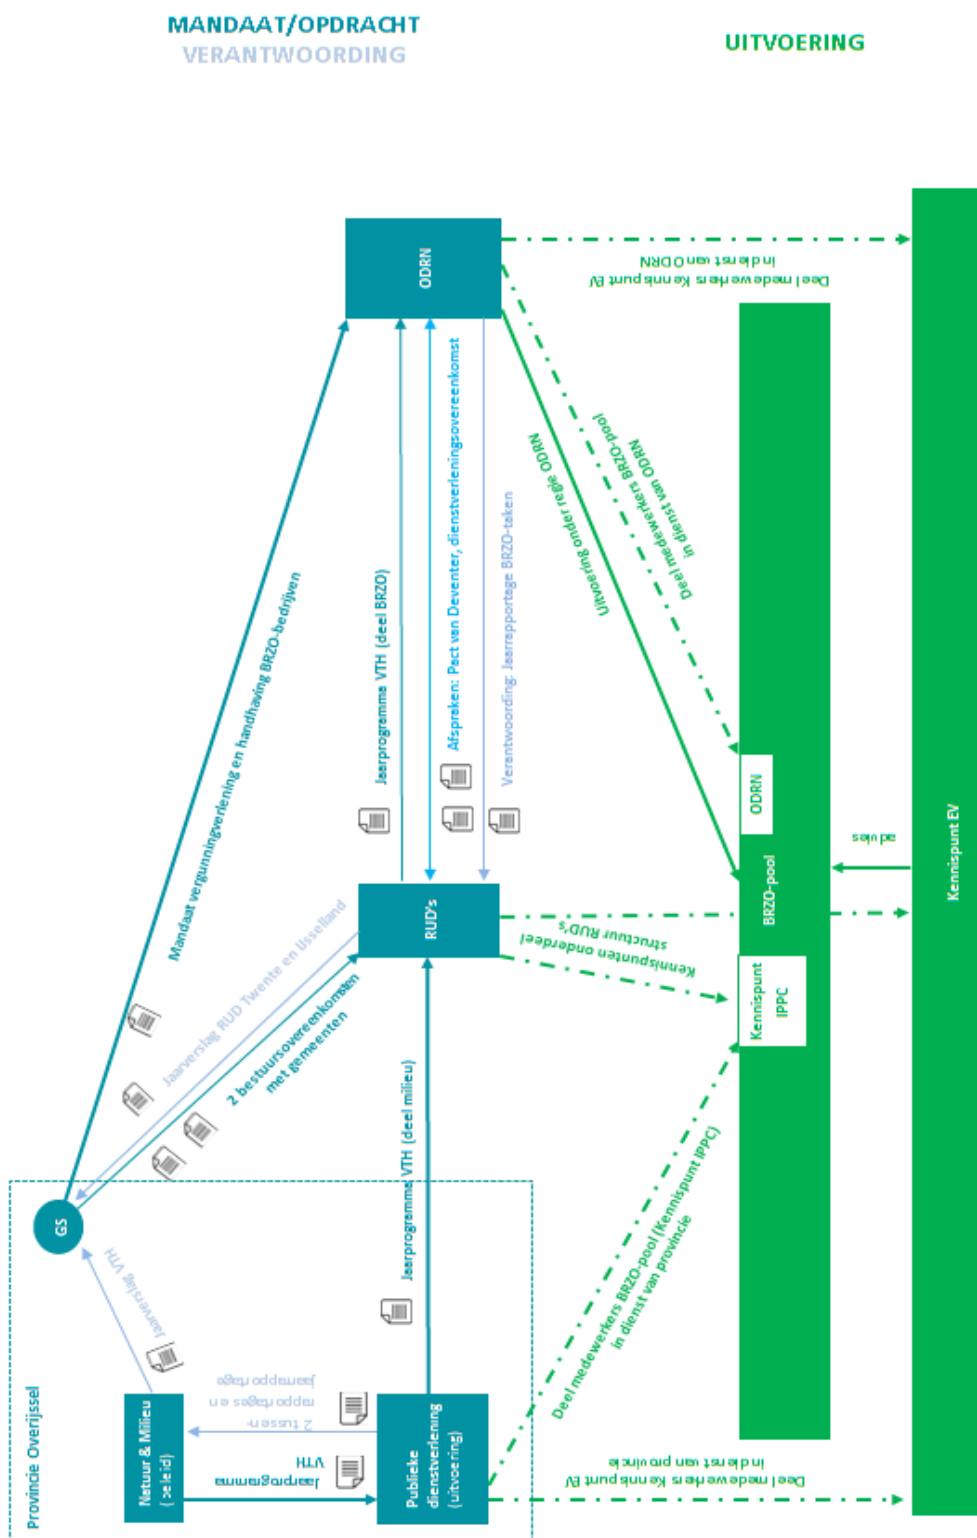 MANDAAT/OPDRACHT
VERANTWOORDING
UITVOERING
ODRN
Deel medewerkers Kennispunt EV
in dienst van ODRN
Mandaat vergunningverlening en handhaving BRZO-bedrijven
Jaarprogramma VTH (deel BRZO)
Afspraken: Pact van Deventer, dienstverleningsovereenkomst
Verantwoording: Jaarrapportage BRZO-taken
Uitvoering onder regie ODRN
Deel medewerkers BRZO-pool
in dienst van ODRN
RUD's
Jaarverslag RUD Twente en IJsselland
2 bestuursovereenkomsten
met gemeenten
Kennispunten onderdeel
structuur RUD's
ODRN
BRZO-pool
Kennispunt
IPPC
advies
Kennispunt EV
GS
Jaarverslag VTH
Jaarprogramma VTH (deel milieu)
Deel medewerkers BRZO-pool (Kennispunt IPPC)
in dienst van provincie
Provincie Overijssel
Natuur & Milieu
(beleid)
2 tussen-
rapportages en
jaarrapportage
Jaarprogramma
VTH
Publieke
dienstverlening
(uitvoering)
Deel medewerkers Kennispunt EV
in dienst van provincie